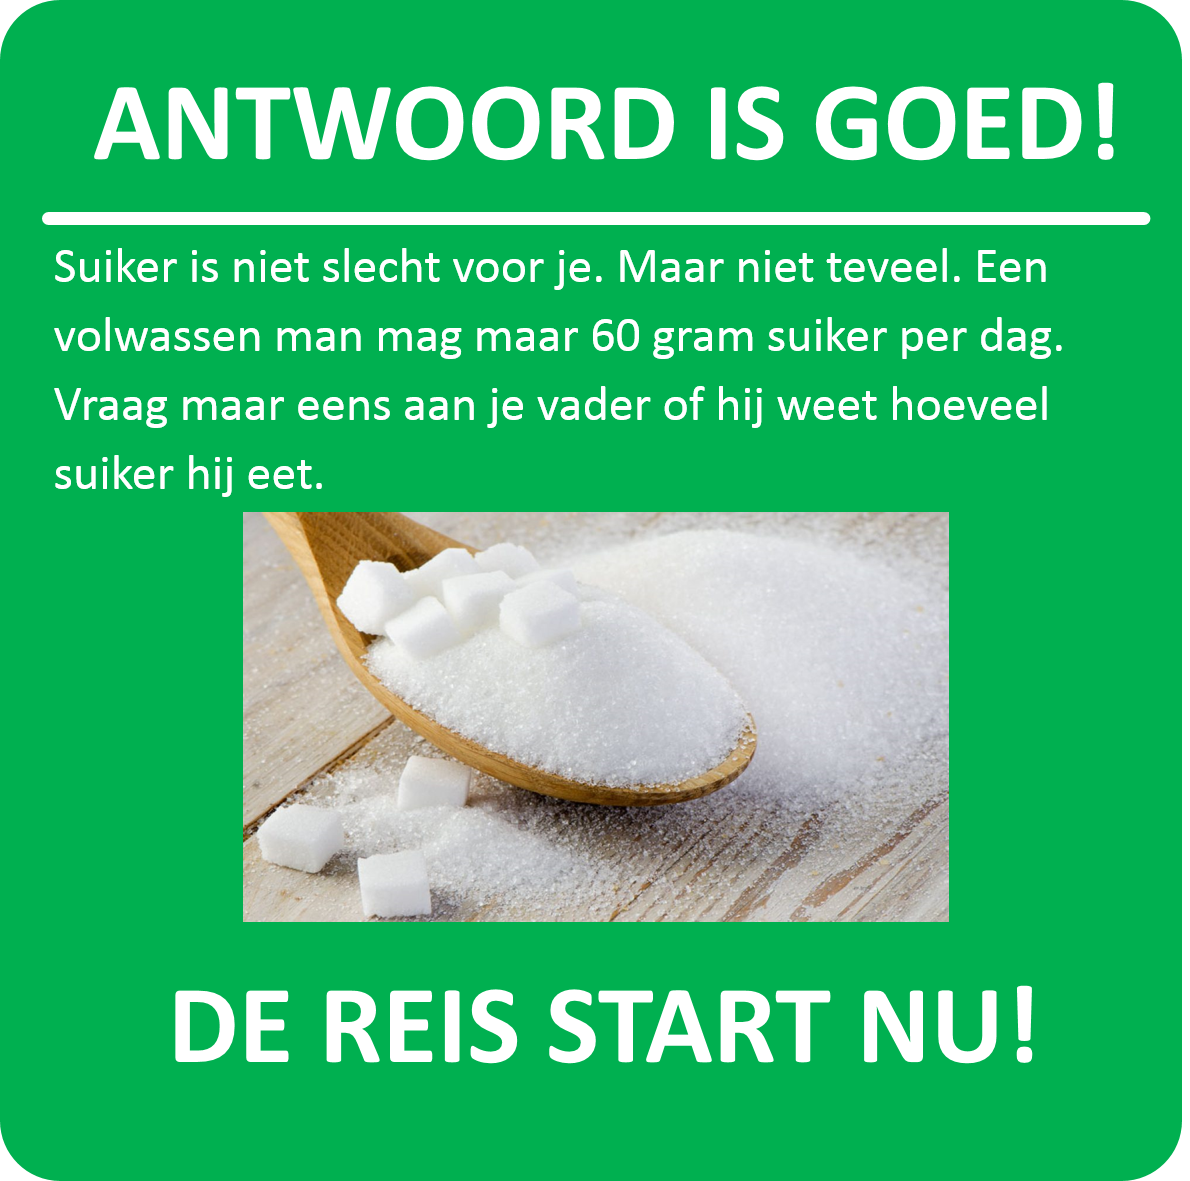 ANTWOORD IS GOED!
Suiker is niet slecht voor je. Maar niet teveel. Een
volwassen man mag maar 60 gram suiker per dag.
Vraag maar eens aan je vader of hij weet hoeveel
suiker hij eet.
DE REIS START NU!